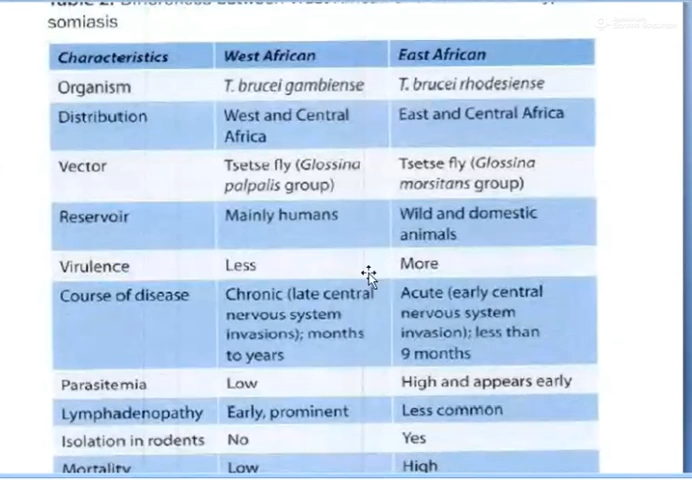 somiasis
Characteristics West African East African
Organism T. brucei gambiense T. brucei rhodesiense
Distribution West and Central East and Central Africa
Africa
Vector Tsetse fly (Glossina Tsetse fly (Glossina
palpalis group) morsitans group)
Reservoir Mainly humans Wild and domestic
animals
Virulence Less More
Course of disease Chronic (late central Acute (early central
nervous system nervous system
invasions); months invasion); less than
to years 9 months
Parasitemia Low High and appears early
Lymphadenopathy Early, prominent Less common
Isolation in rodents No Yes
Mortality Low High